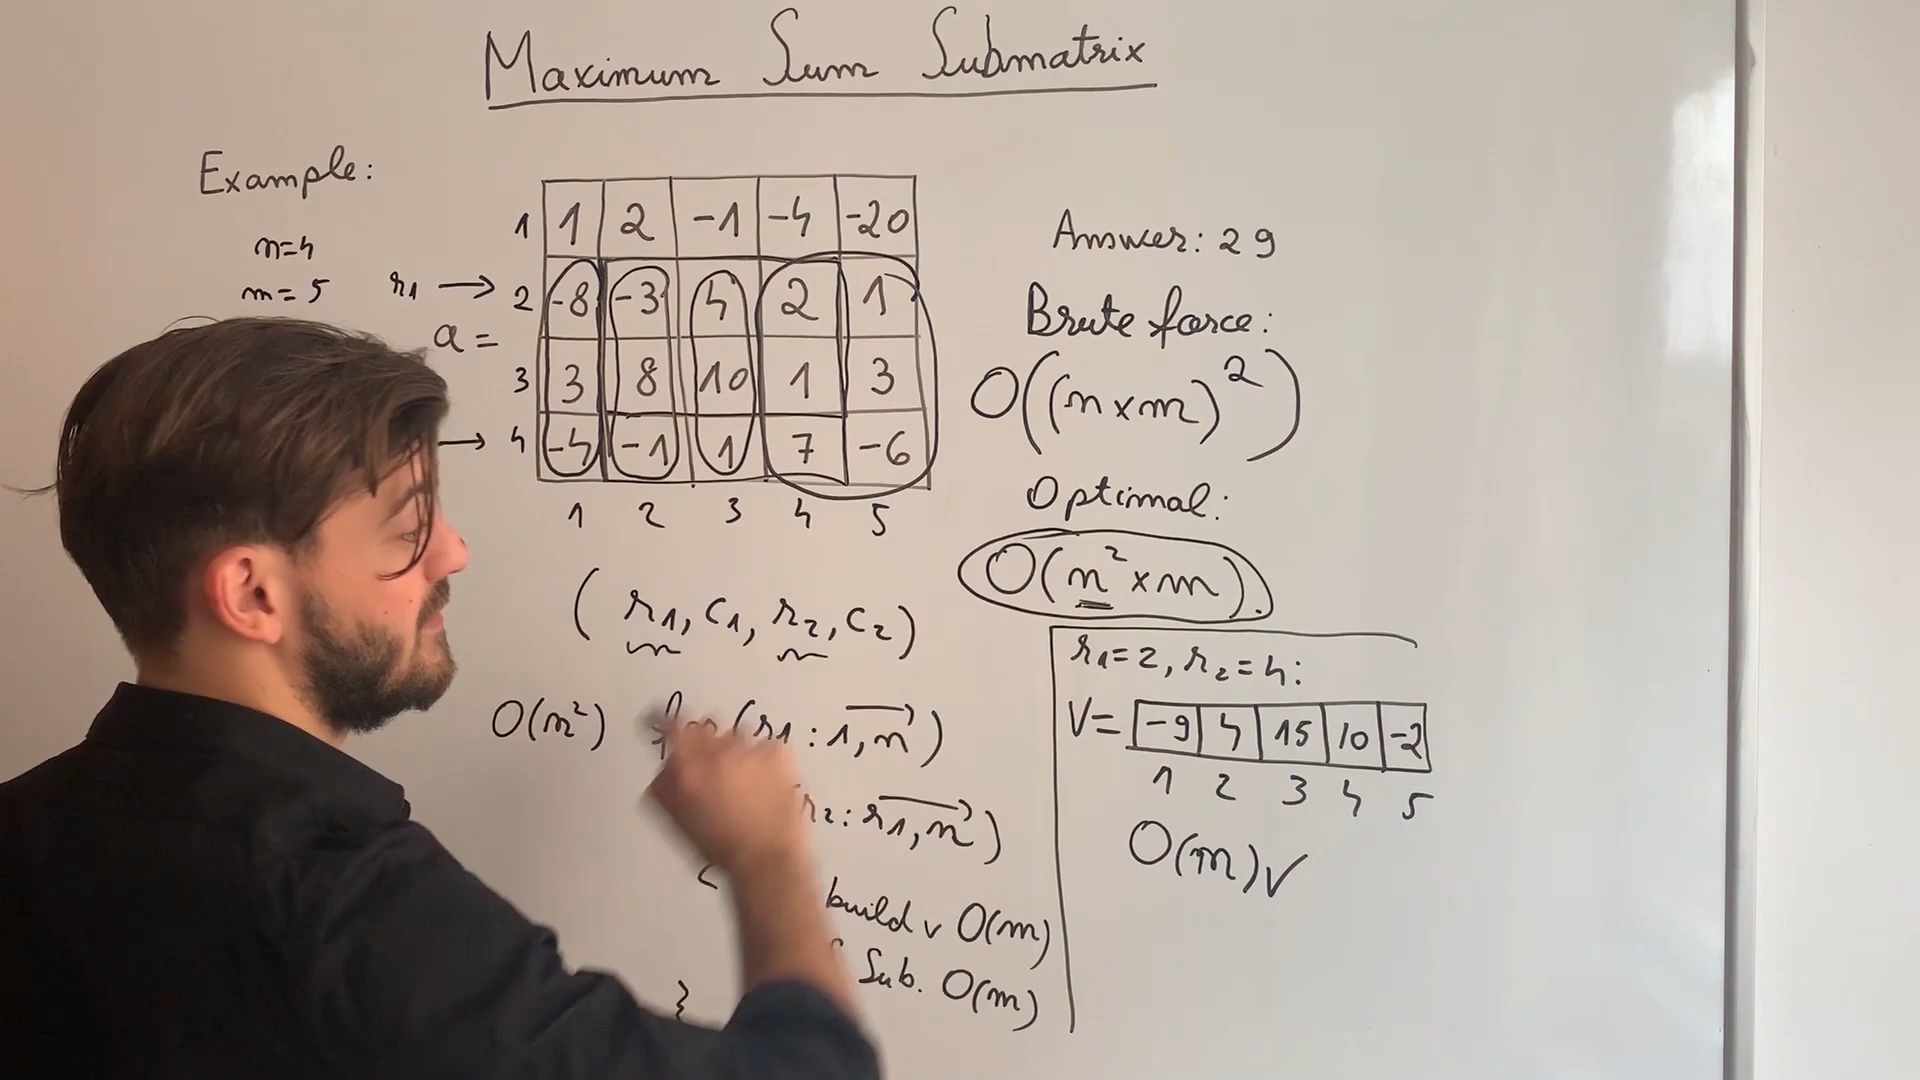 Maximum Sum Submatrix
Example:
n=4
m=5
a =
r1 →
→
1 1 2 -1 -4 -20
2 -8 -3 4 2 1
3 3 8 10 1 3
4 -4 -1 1 7 -6
1 2 3 4 5
(r1, c1, r2, c2)
O(n²) for(r1: 1, n)
r2: r1, n)
build v O(m)
Sub. O(m)
}
Answer: 29
Brute force:
O((n×m)²)
Optimal:
O(n²×m).
r1=2, r2=4:
V= -9 4 15 10 -2
1 2 3 4 5
O(m)✓